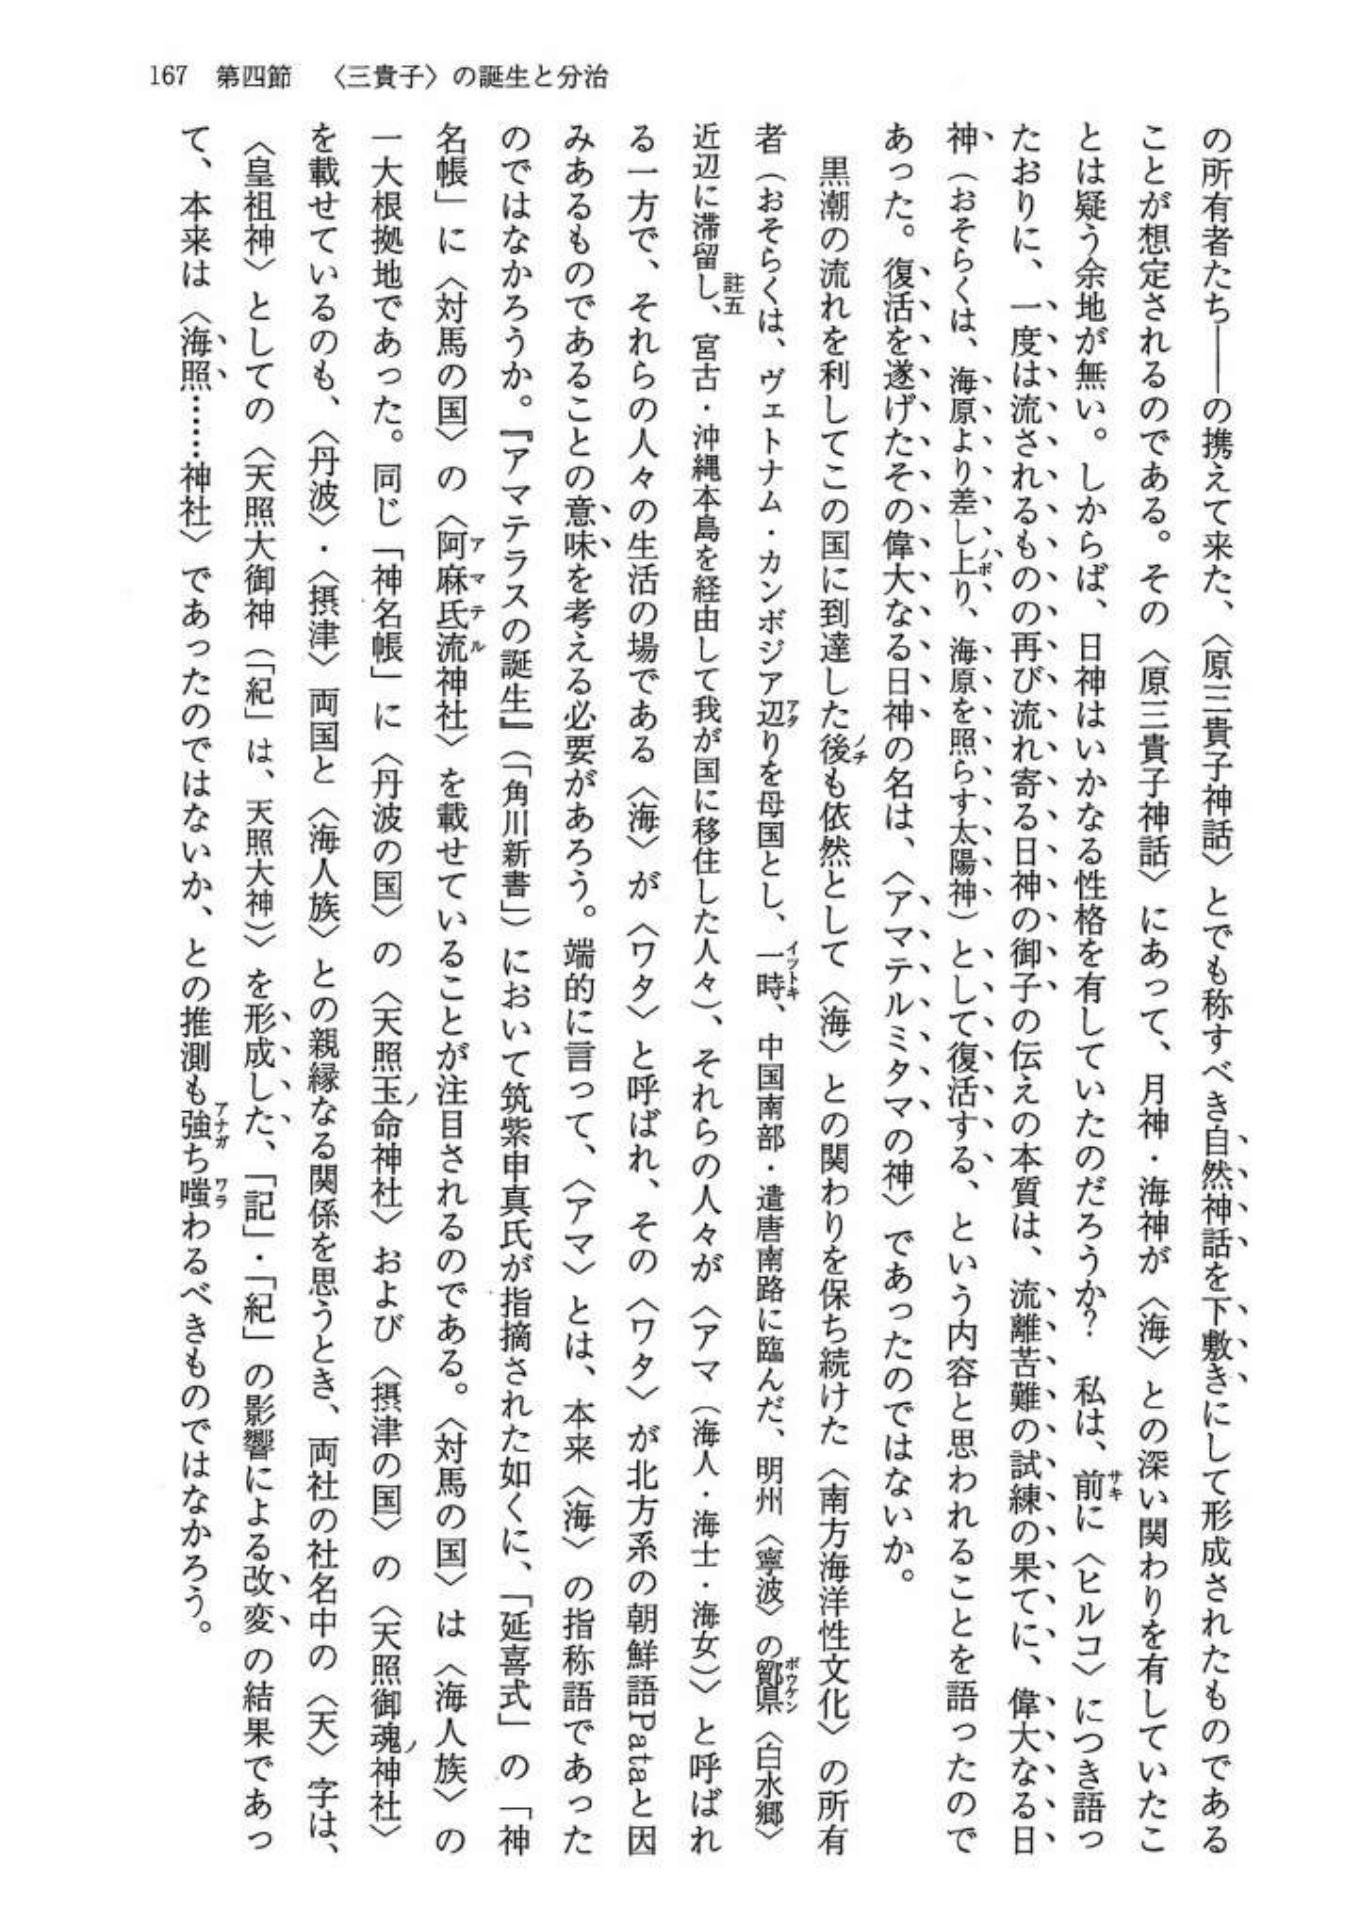 167　第四節　〈三貴子〉の誕生と分治
の所有者たち――の携えて来た、〈原三貴子神話〉とでも称すべき自然神話を下敷きにして形成されたものである
ことが想定されるのである。その〈原三貴子神話〉にあって、月神・海神が〈海〉との深い関わりを有していたこ
とは疑う余地が無い。しからば、日神はいかなる性格を有していたのだろうか?　私は、前サキに〈ヒルコ〉につき語っ
たおりに、一度は流されるものの再び流れ寄る日神の御子の伝えの本質は、流離苦難の試練の果てに、偉大なる日
神（おそらくは、海原より差し上ハボり、海原を照らす太陽神）として復活する、という内容と思われることを語ったので
あった。復活を遂げたその偉大なる日神の名は、〈アマテルミタマの神〉であったのではないか。
黒潮の流れを利してこの国に到達した後ノチも依然として〈海〉との関わりを保ち続けた〈南方海洋性文化〉の所有
者（おそらくは、ヴェトナム・カンボジア辺アタりを母国とし、一時イツトキ、中国南部・遣唐南路に臨んだ、明州〈寧波〉の鄮県ボウケン〈白水郷〉
近辺に滞留し、註五宮古・沖縄本島を経由して我が国に移住した人々）、それらの人々が〈アマ（海人・海士・海女）〉と呼ばれ
る一方で、それらの人々の生活の場である〈海〉が〈ワタ〉と呼ばれ、その〈ワタ〉が北方系の朝鮮語Pataと因
みあるものであることの意味を考える必要があろう。端的に言って、〈アマ〉とは、本来〈海〉の指称語であった
のではなかろうか。『アマテラスの誕生』（「角川新書」）において筑紫申真氏が指摘された如くに、「延喜式」の「神
名帳」に〈対馬の国〉の〈阿麻氐流アマテル神社〉を載せていることが注目されるのである。〈対馬の国〉は〈海人族〉の
一大根拠地であった。同じ「神名帳」に〈丹波の国〉の〈天照玉ノ命神社〉および〈摂津の国〉の〈天照御魂ノ神社〉
を載せているのも、〈丹波〉・〈摂津〉両国と〈海人族〉との親縁なる関係を思うとき、両社の社名中の〈天〉字は、
〈皇祖神〉としての〈天照大御神（「紀」は、天照大神）〉を形成した、「記」・「紀」の影響による改変の結果であっ
て、本来は〈海照……神社〉であったのではないか、との推測も強アナガち嗤ワラわるべきものではなかろう。